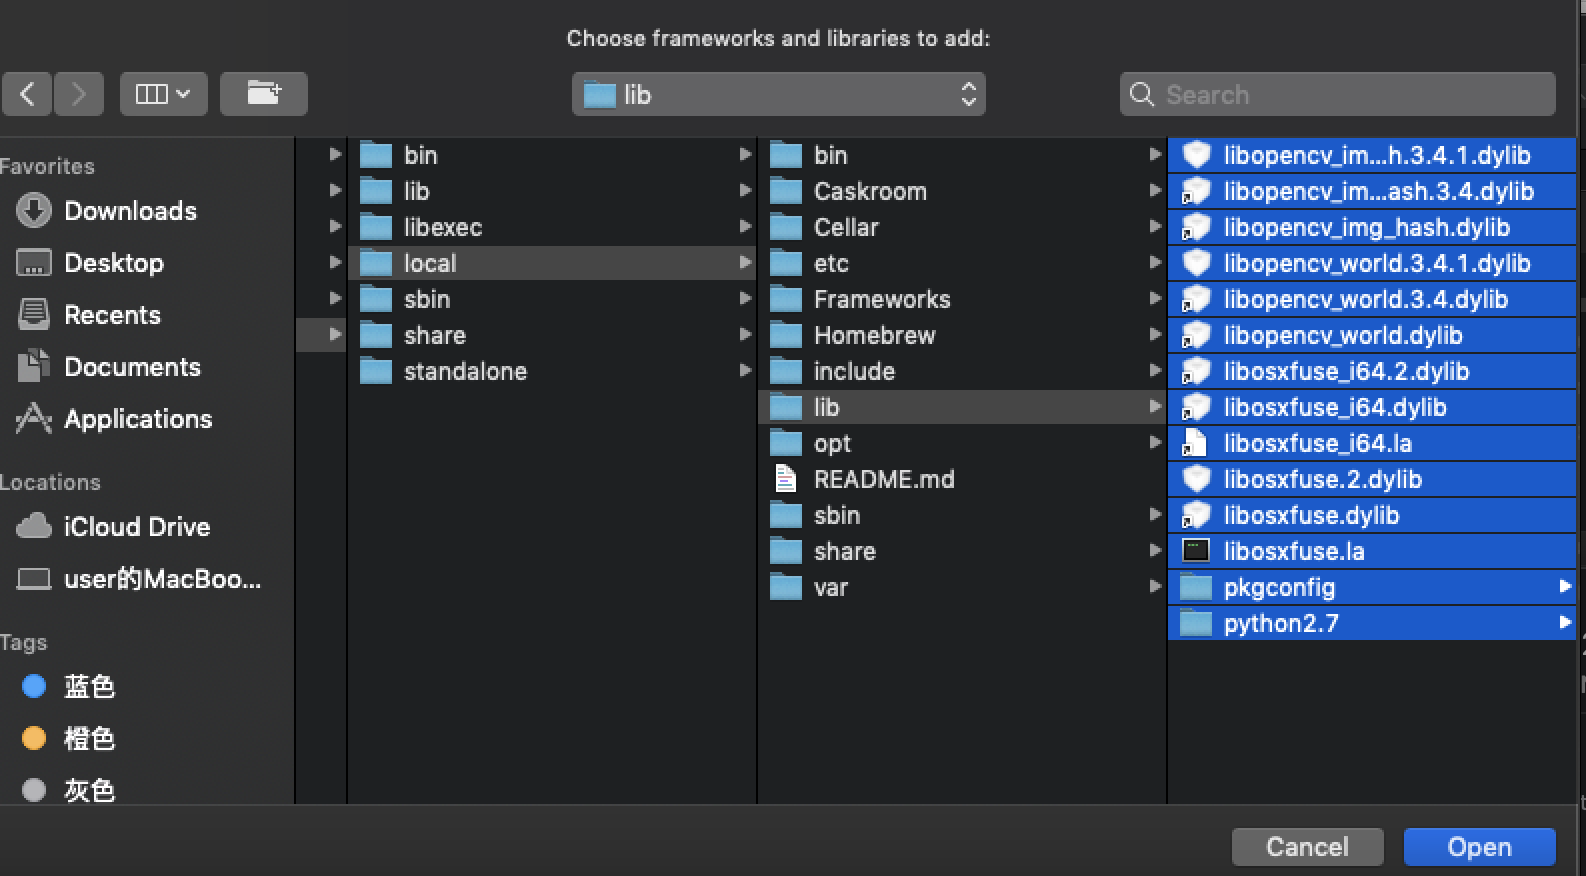 Choose frameworks and libraries to add:
lib
Search
Favorites
Downloads
Desktop
Recents
Documents
Applications
Locations
iCloud Drive
user的MacBoo...
Tags
蓝色
橙色
灰色
bin
lib
libexec
local
sbin
share
standalone
bin
Caskroom
Cellar
etc
Frameworks
Homebrew
include
lib
opt
README.md
sbin
share
var
libopencv_im...h.3.4.1.dylib
libopencv_im...ash.3.4.dylib
libopencv_img_hash.dylib
libopencv_world.3.4.1.dylib
libopencv_world.3.4.dylib
libopencv_world.dylib
libosxfuse_i64.2.dylib
libosxfuse_i64.dylib
libosxfuse_i64.la
libosxfuse.2.dylib
libosxfuse.dylib
libosxfuse.la
pkgconfig
python2.7
Cancel
Open